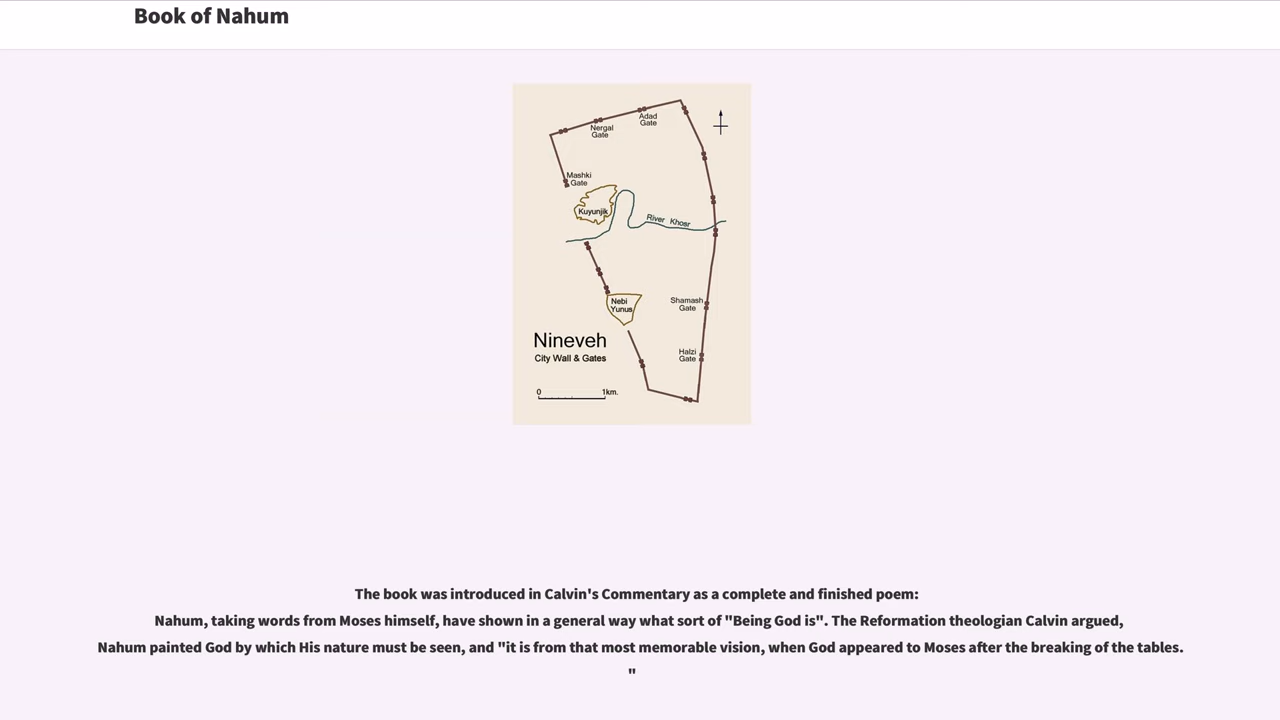 Book of Nahum
Adad
Gate
Nergal
Gate
Mashki
Gate
Kuyunjik
River Khosr
Nebi
Yunus
Shamash
Gate
Halzi
Gate
Nineveh
City Wall & Gates
0 1km.
The book was introduced in Calvin's Commentary as a complete and finished poem:
Nahum, taking words from Moses himself, have shown in a general way what sort of "Being God is". The Reformation theologian Calvin argued,
Nahum painted God by which His nature must be seen, and "it is from that most memorable vision, when God appeared to Moses after the breaking of the tables.
"